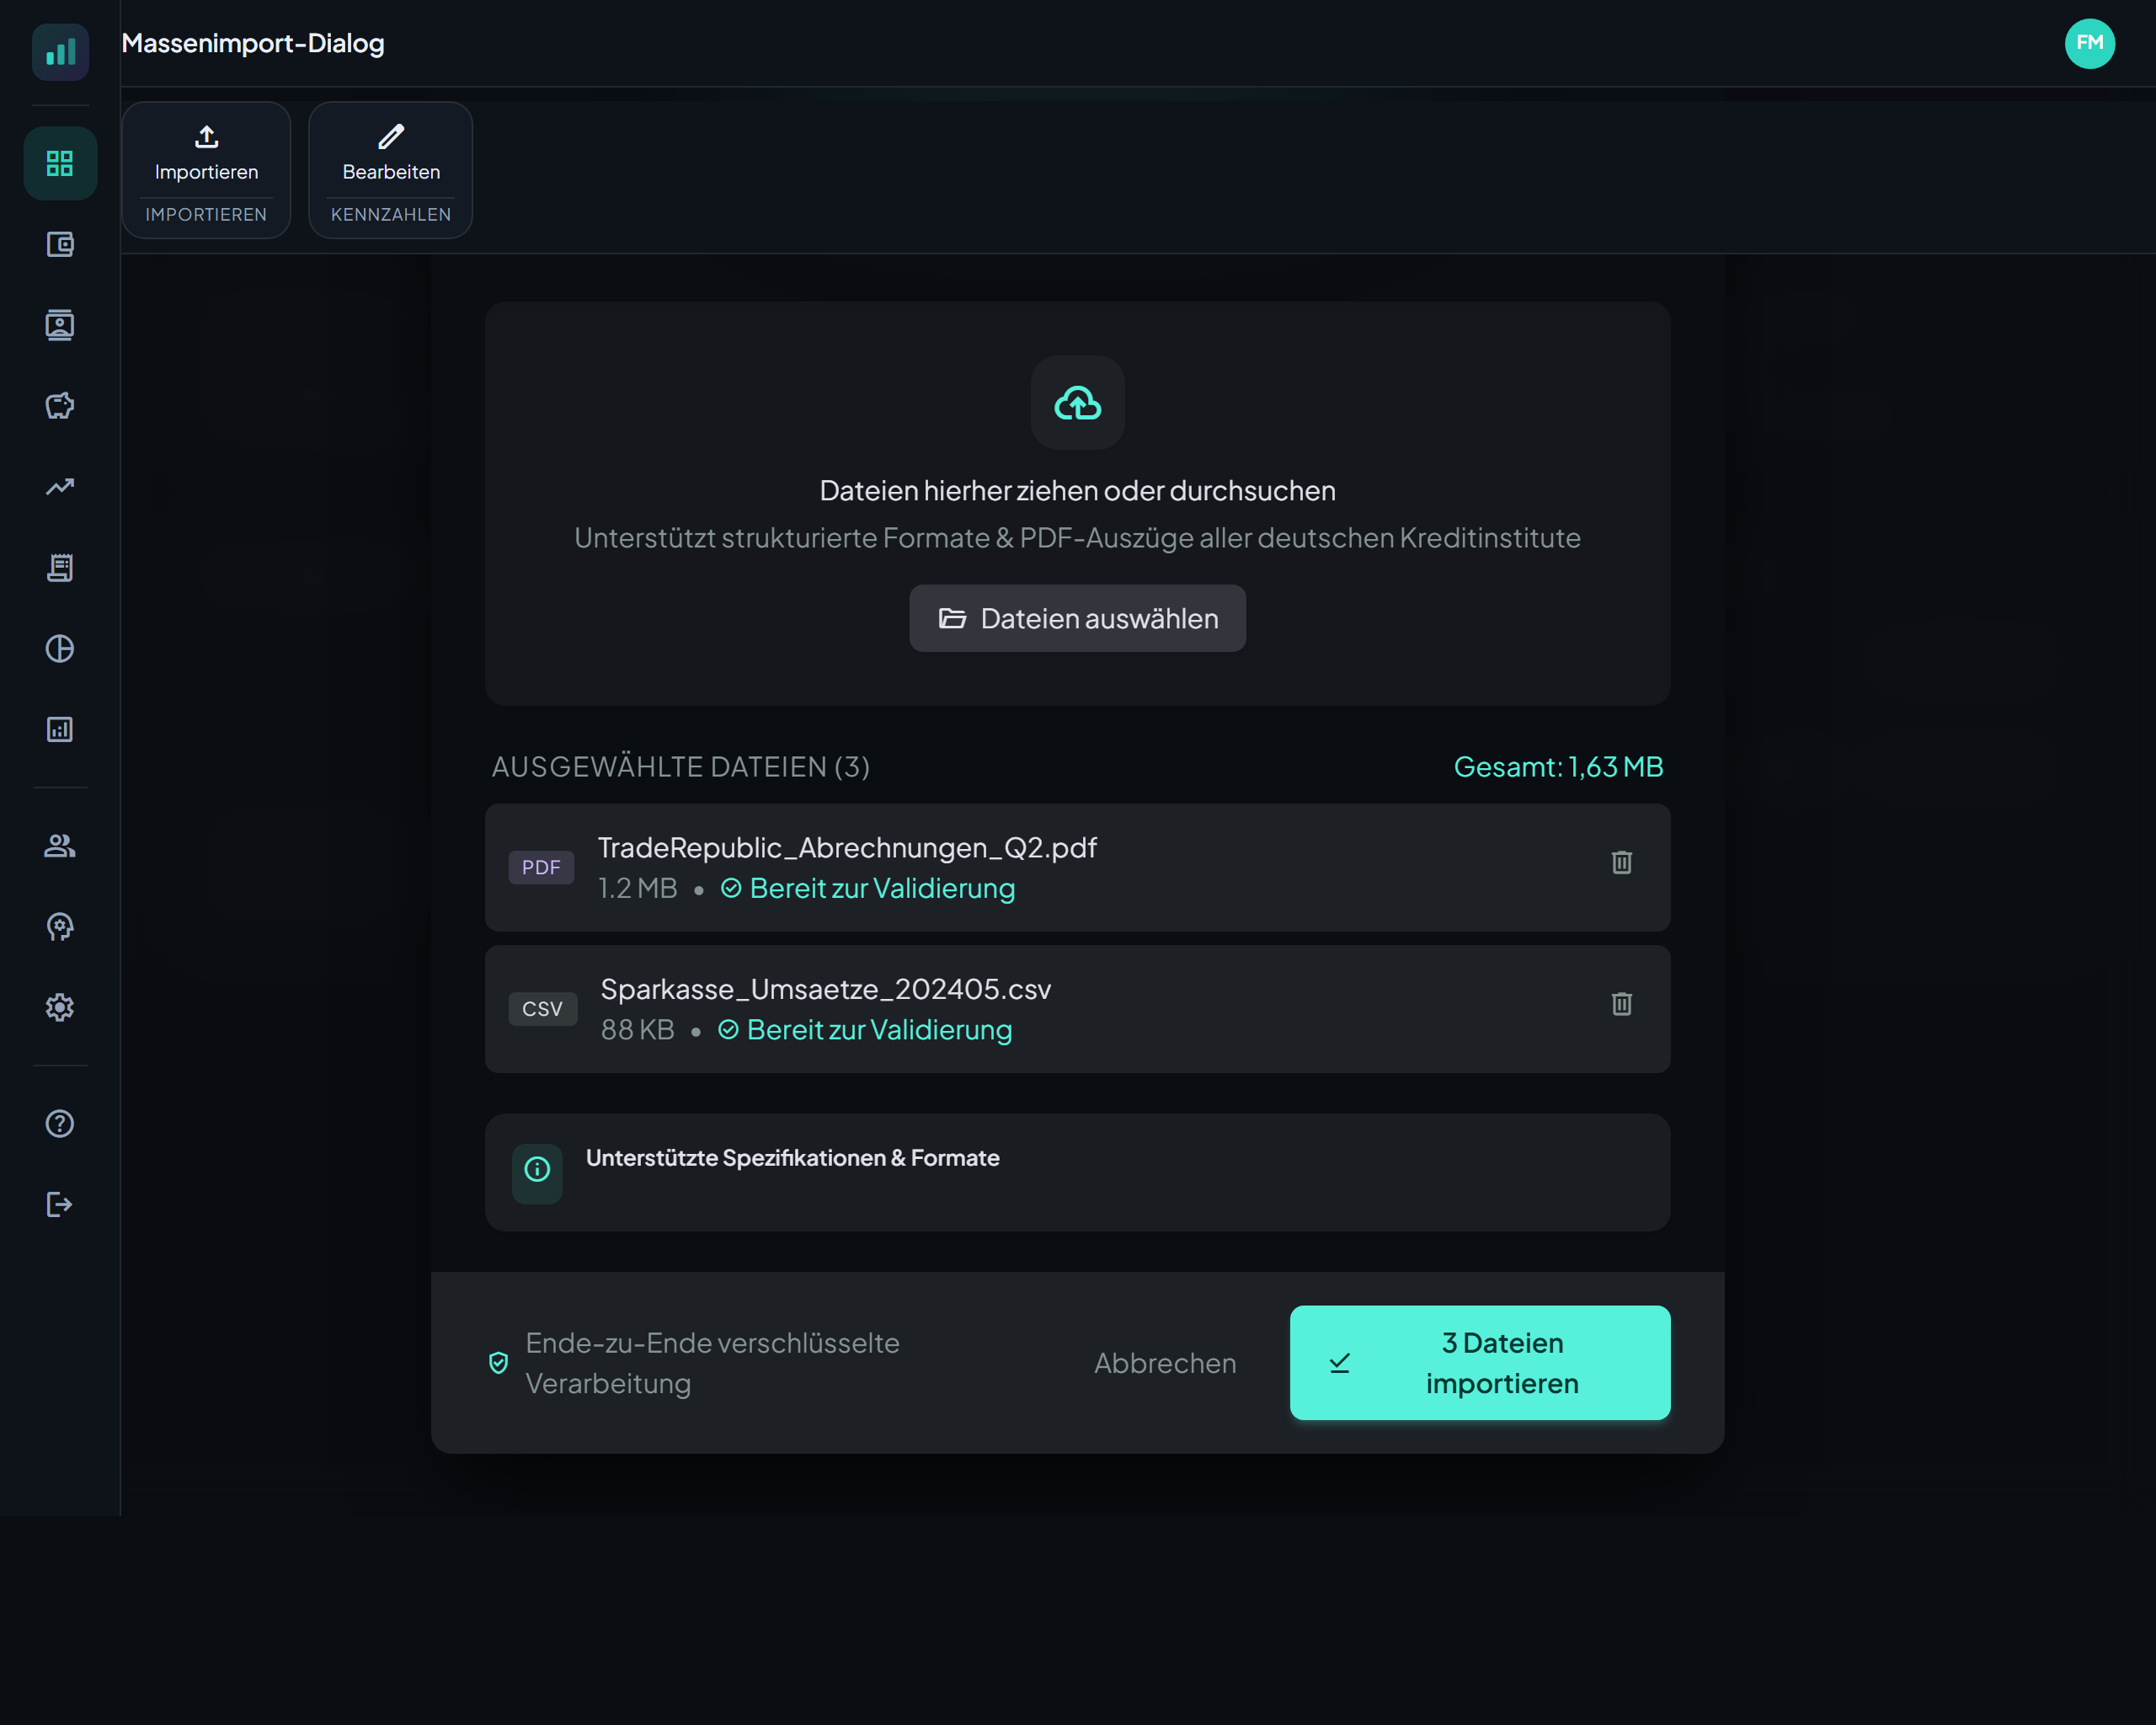 Massenimport-Dialog
FM
Importieren
IMPORTIEREN
Bearbeiten
KENNZAHLEN
Dateien hierher ziehen oder durchsuchen
Unterstützt strukturierte Formate & PDF-Auszüge aller deutschen Kreditinstitute
Dateien auswählen
AUSGEWÄHLTE DATEIEN (3)
Gesamt: 1,63 MB
PDF
TradeRepublic_Abrechnungen_Q2.pdf
1.2 MB • Bereit zur Validierung
CSV
Sparkasse_Umsaetze_202405.csv
88 KB • Bereit zur Validierung
Unterstützte Spezifikationen & Formate
Ende-zu-Ende verschlüsselte
Verarbeitung
Abbrechen
3 Dateien
importieren